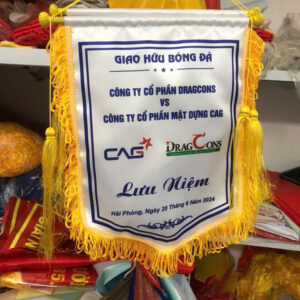 GIAO HỮU BÓNG ĐÁ
CÔNG TY CỔ PHẦN DRAGCONS
VS
CÔNG TY CỔ PHẦN MẶT DỰNG CAG
CAG DRAGCONS
Lưu Niệm
Hải Phòng, Ngày 20 Tháng 8 Năm 2024